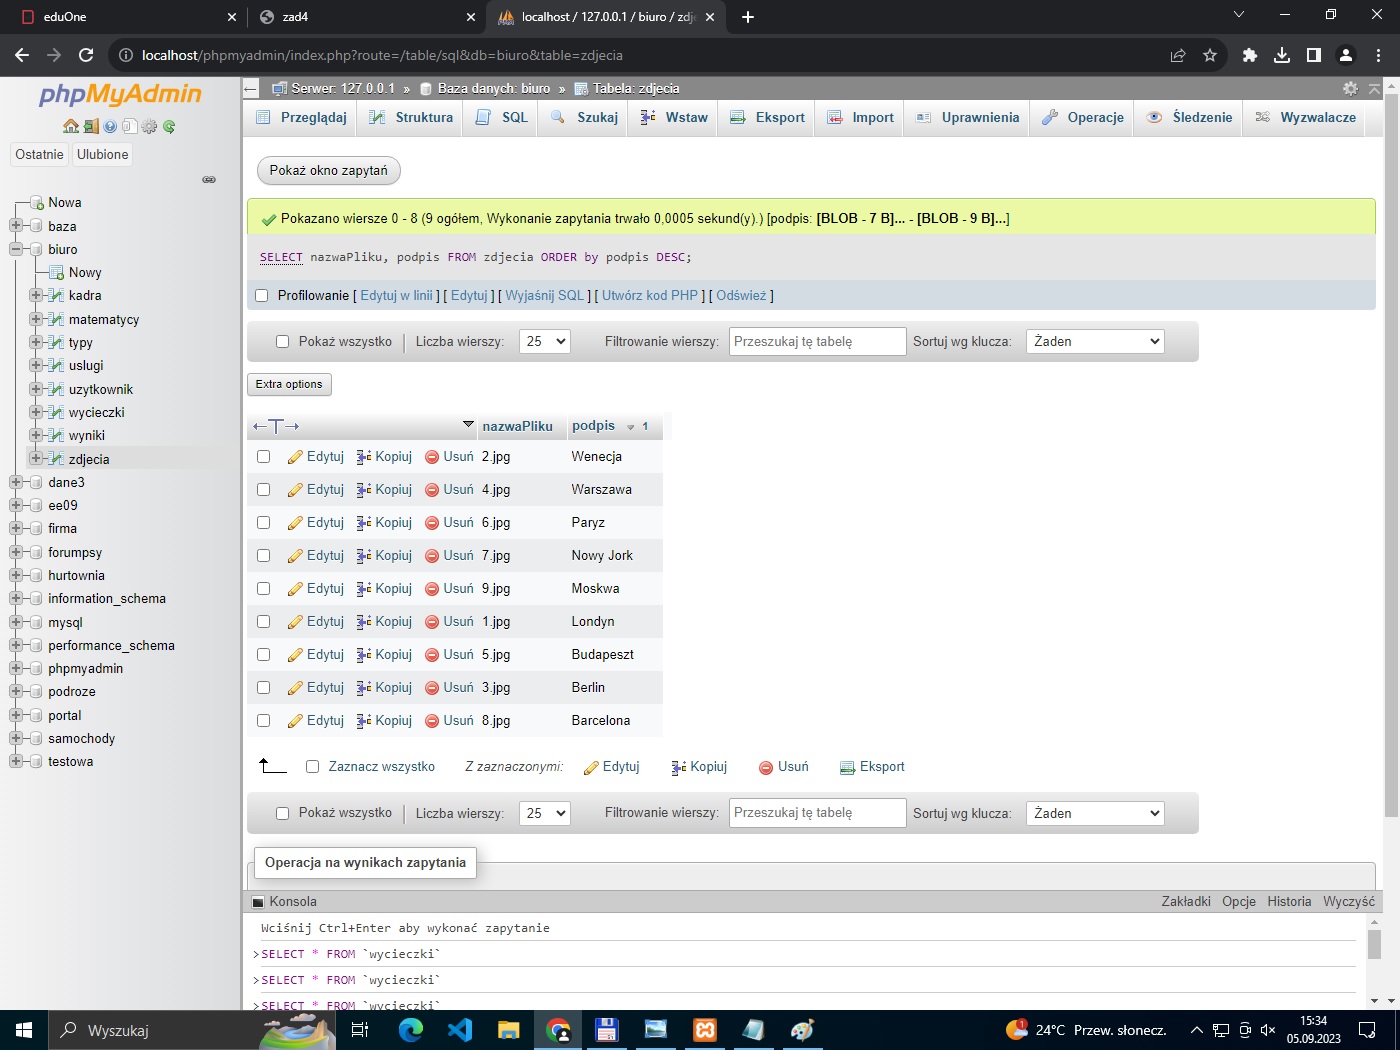 eduOne
zad4
localhost / 127.0.0.1 / biuro / zdj
localhost/phpmyadmin/index.php?route=/table/sql&db=biuro&table=zdjecia
phpMyAdmin
Ostatnie Ulubione
Nowa
baza
biuro
Nowy
kadra
matematycy
typy
uslugi
uzytkownik
wycieczki
wyniki
zdjecia
dane3
ee09
firma
forumpsy
hurtownia
information_schema
mysql
performance_schema
phpmyadmin
podroze
portal
samochody
testowa
Serwer: 127.0.0.1 » Baza danych: biuro » Tabela: zdjecia
Przeglądaj Struktura SQL Szukaj Wstaw Eksport Import Uprawnienia Operacje Śledzenie Wyzwalacze
Pokaż okno zapytań
Pokazano wiersze 0 - 8 (9 ogółem, Wykonanie zapytania trwało 0,0005 sekund(y).) [podpis: [BLOB - 7 B]... - [BLOB - 9 B]...]
SELECT nazwaPliku, podpis FROM zdjecia ORDER by podpis DESC;
Profilowanie [ Edytuj w linii ] [ Edytuj ] [ Wyjaśnij SQL ] [ Utwórz kod PHP ] [ Odśwież ]
Pokaż wszystko Liczba wierszy: 25 Filtrowanie wierszy: Przeszukaj tę tabelę Sortuj wg klucza: Żaden
Extra options
←T→ nazwaPliku podpis 1
Edytuj Kopiuj Usuń 2.jpg Wenecja
Edytuj Kopiuj Usuń 4.jpg Warszawa
Edytuj Kopiuj Usuń 6.jpg Paryz
Edytuj Kopiuj Usuń 7.jpg Nowy Jork
Edytuj Kopiuj Usuń 9.jpg Moskwa
Edytuj Kopiuj Usuń 1.jpg Londyn
Edytuj Kopiuj Usuń 5.jpg Budapeszt
Edytuj Kopiuj Usuń 3.jpg Berlin
Edytuj Kopiuj Usuń 8.jpg Barcelona
Zaznacz wszystko Z zaznaczonymi: Edytuj Kopiuj Usuń Eksport
Pokaż wszystko Liczba wierszy: 25 Filtrowanie wierszy: Przeszukaj tę tabelę Sortuj wg klucza: Żaden
Operacja na wynikach zapytania
Konsola Zakładki Opcje Historia Wyczyść
Wciśnij Ctrl+Enter aby wykonać zapytanie
>SELECT * FROM `wycieczki`
>SELECT * FROM `wycieczki`
>SELECT * FROM `wycieczki`
Wyszukaj
24°C Przew. słonecz.
15:34
05.09.2023